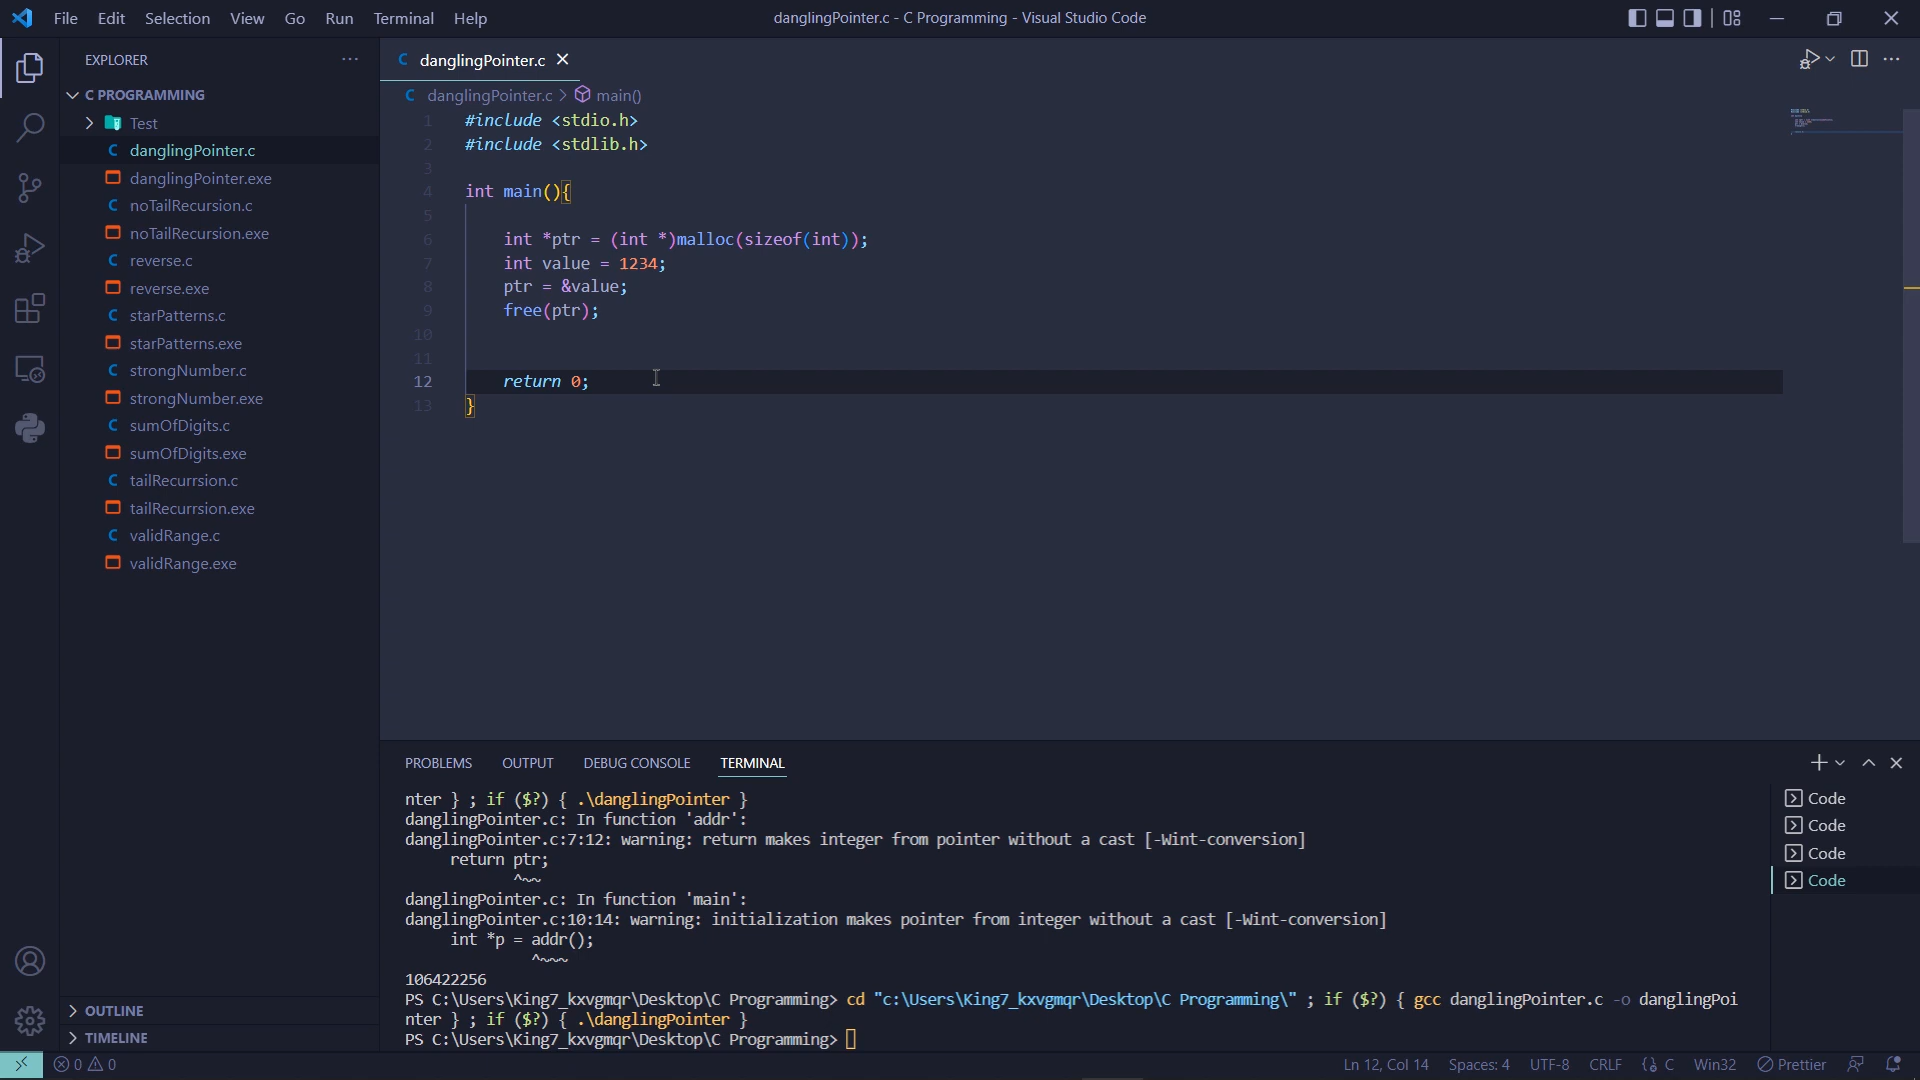 File Edit Selection View Go Run Terminal Help
danglingPointer.c - C Programming - Visual Studio Code
EXPLORER
C PROGRAMMING
Test
danglingPointer.c
danglingPointer.exe
noTailRecursion.c
noTailRecursion.exe
reverse.c
reverse.exe
starPatterns.c
starPatterns.exe
strongNumber.c
strongNumber.exe
sumOfDigits.c
sumOfDigits.exe
tailRecurrsion.c
tailRecurrsion.exe
validRange.c
validRange.exe
OUTLINE
TIMELINE
C danglingPointer.c
C danglingPointer.c > main()
1 #include <stdio.h>
2 #include <stdlib.h>
3
4 int main(){
5
6 int *ptr = (int *)malloc(sizeof(int));
7 int value = 1234;
8 ptr = &value;
9 free(ptr);
10
11
12 return 0;
13 }
PROBLEMS OUTPUT DEBUG CONSOLE TERMINAL
nter } ; if ($?) { .\danglingPointer }
danglingPointer.c: In function 'addr':
danglingPointer.c:7:12: warning: return makes integer from pointer without a cast [-Wint-conversion]
return ptr;
^~~
danglingPointer.c: In function 'main':
danglingPointer.c:10:14: warning: initialization makes pointer from integer without a cast [-Wint-conversion]
int *p = addr();
^~~~
106422256
PS C:\Users\King7_kxvgmqr\Desktop\C Programming> cd "c:\Users\King7_kxvgmqr\Desktop\C Programming\" ; if ($?) { gcc danglingPointer.c -o danglingPoi
nter } ; if ($?) { .\danglingPointer }
PS C:\Users\King7_kxvgmqr\Desktop\C Programming>
Code
Code
Code
Code
0 0
Ln 12, Col 14 Spaces: 4 UTF-8 CRLF C Win32 Prettier